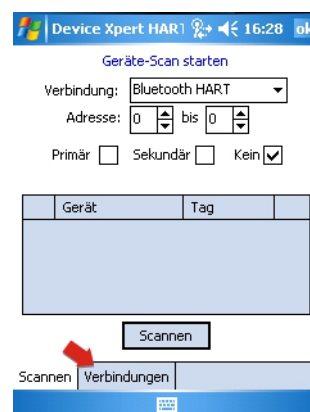 Device Xpert HART 16:28 ok
Geräte-Scan starten
Verbindung: Bluetooth HART
Adresse: 0 bis 0
Primär Sekundär Kein
Gerät Tag
Scannen
Scannen Verbindungen